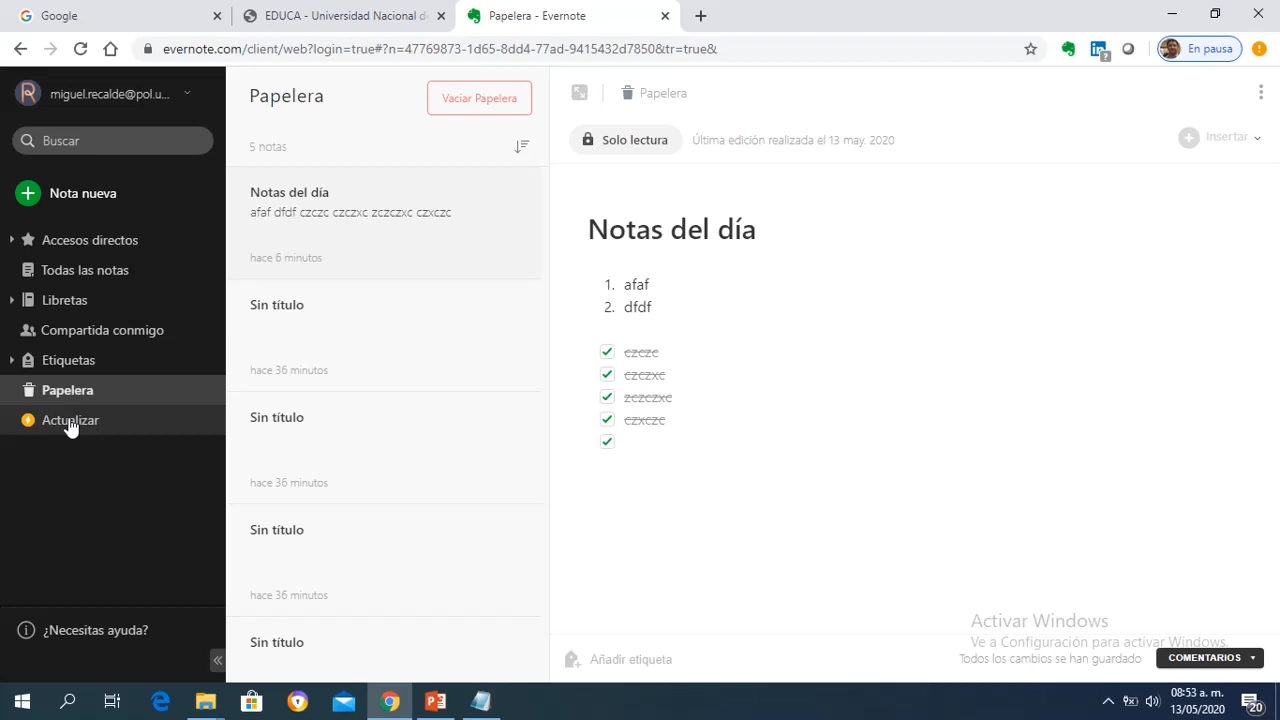 Google
EDUCA - Universidad Nacional d
Papelera - Evernote
evernote.com/client/web?login=true#?n=47769873-1d65-8dd4-77ad-9415432d7850&tr=true&
En pausa
miguel.recalde@pol.u...
Buscar
Nota nueva
Accesos directos
Todas las notas
Libretas
Compartida conmigo
Etiquetas
Papelera
Actualizar
¿Necesitas ayuda?
Papelera
Vaciar Papelera
5 notas
Notas del día
afaf dfdf czczc czczxc zczczxc czxczc
hace 6 minutos
Sin título
hace 36 minutos
Sin título
hace 36 minutos
Sin título
hace 36 minutos
Sin título
Papelera
Solo lectura
Última edición realizada el 13 may. 2020
Insertar
Notas del día
1. afaf
2. dfdf
czczc
czczxc
zczczxc
czxczc
Activar Windows
Ve a Configuración para activar Windows.
Añadir etiqueta
Todos los cambios se han guardado
COMENTARIOS
08:53 a. m.
13/05/2020
20